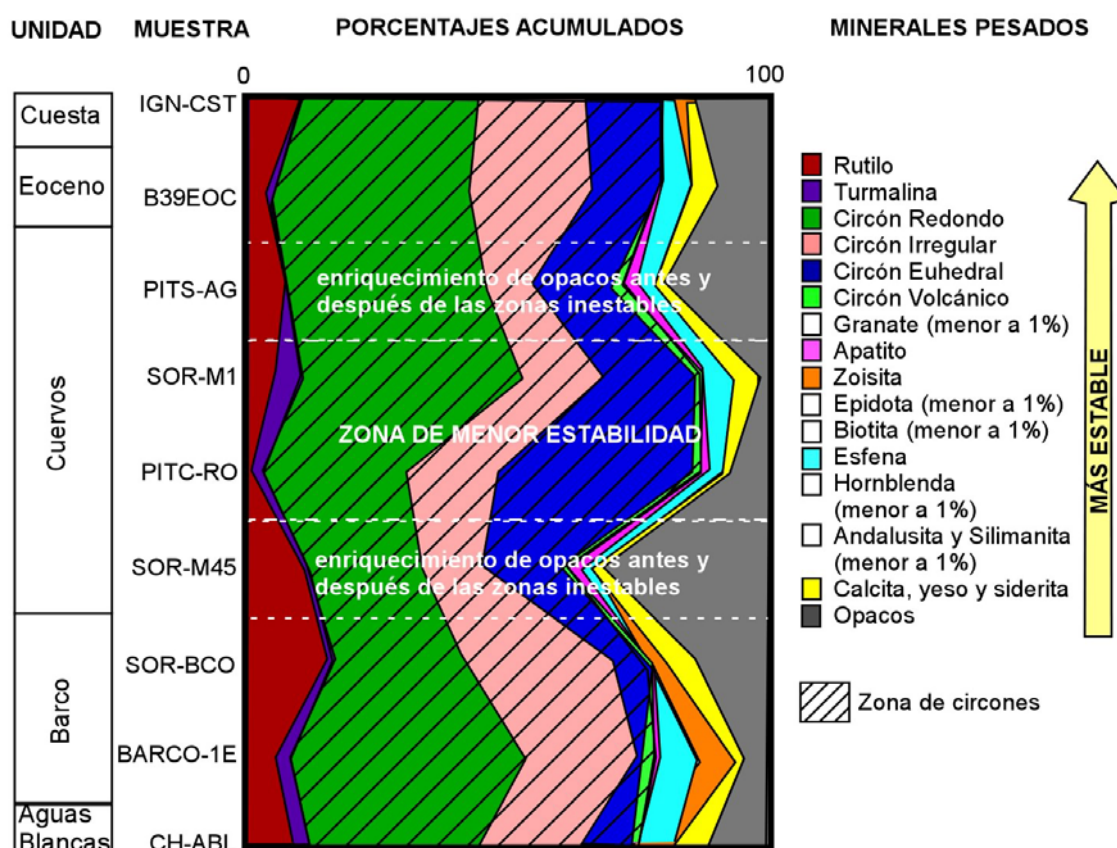 UNIDAD
MUESTRA
PORCENTAJES ACUMULADOS
MINERALES PESADOS
0
100
Cuesta
Eoceno
Cuervos
Barco
Aguas
Blancas
IGN-CST
B39EOC
PITS-AG
SOR-M1
PITC-RO
SOR-M45
SOR-BCO
BARCO-1E
CH-ABL
enriquecimiento de opacos antes y
después de las zonas inestables
ZONA DE MENOR ESTABILIDAD
enriquecimiento de opacos antes y
después de las zonas inestables
Rutilo
Turmalina
Circón Redondo
Circón Irregular
Circón Euhedral
Circón Volcánico
Granate (menor a 1%)
Apatito
Zoisita
Epidota (menor a 1%)
Biotita (menor a 1%)
Esfena
Hornblenda
(menor a 1%)
Andalusita y Silimanita
(menor a 1%)
Calcita, yeso y siderita
Opacos
Zona de circones
MÁS ESTABLE